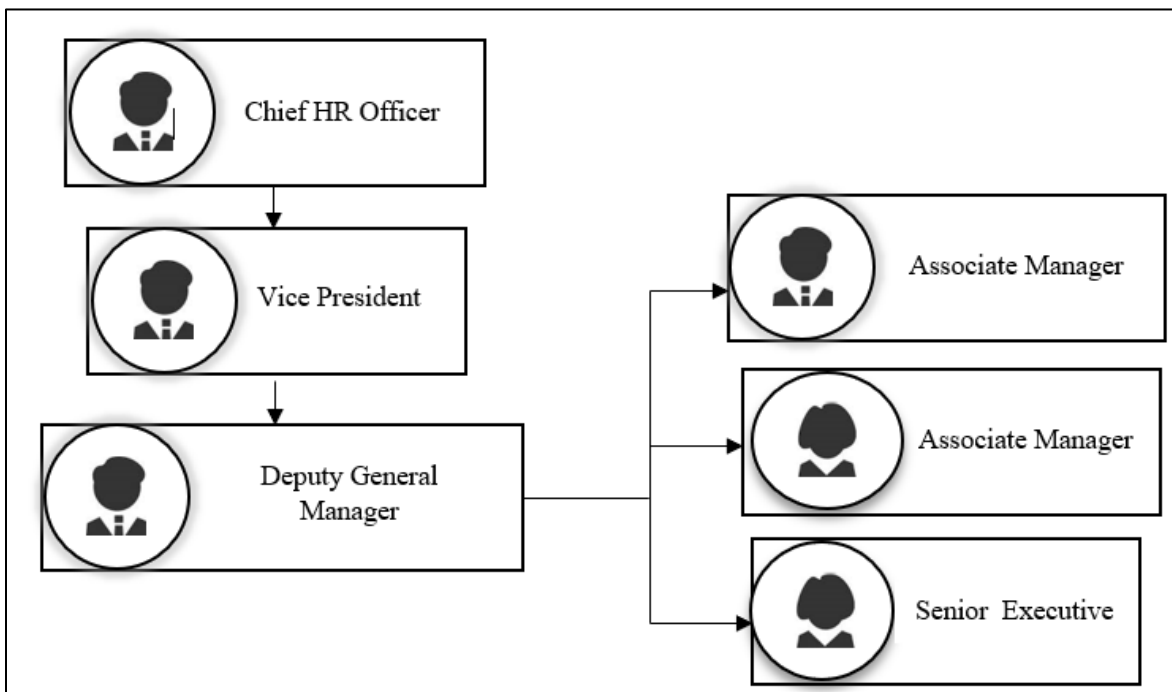 Chief HR Officer
Vice President
Deputy General
Manager
Associate Manager
Associate Manager
Senior Executive